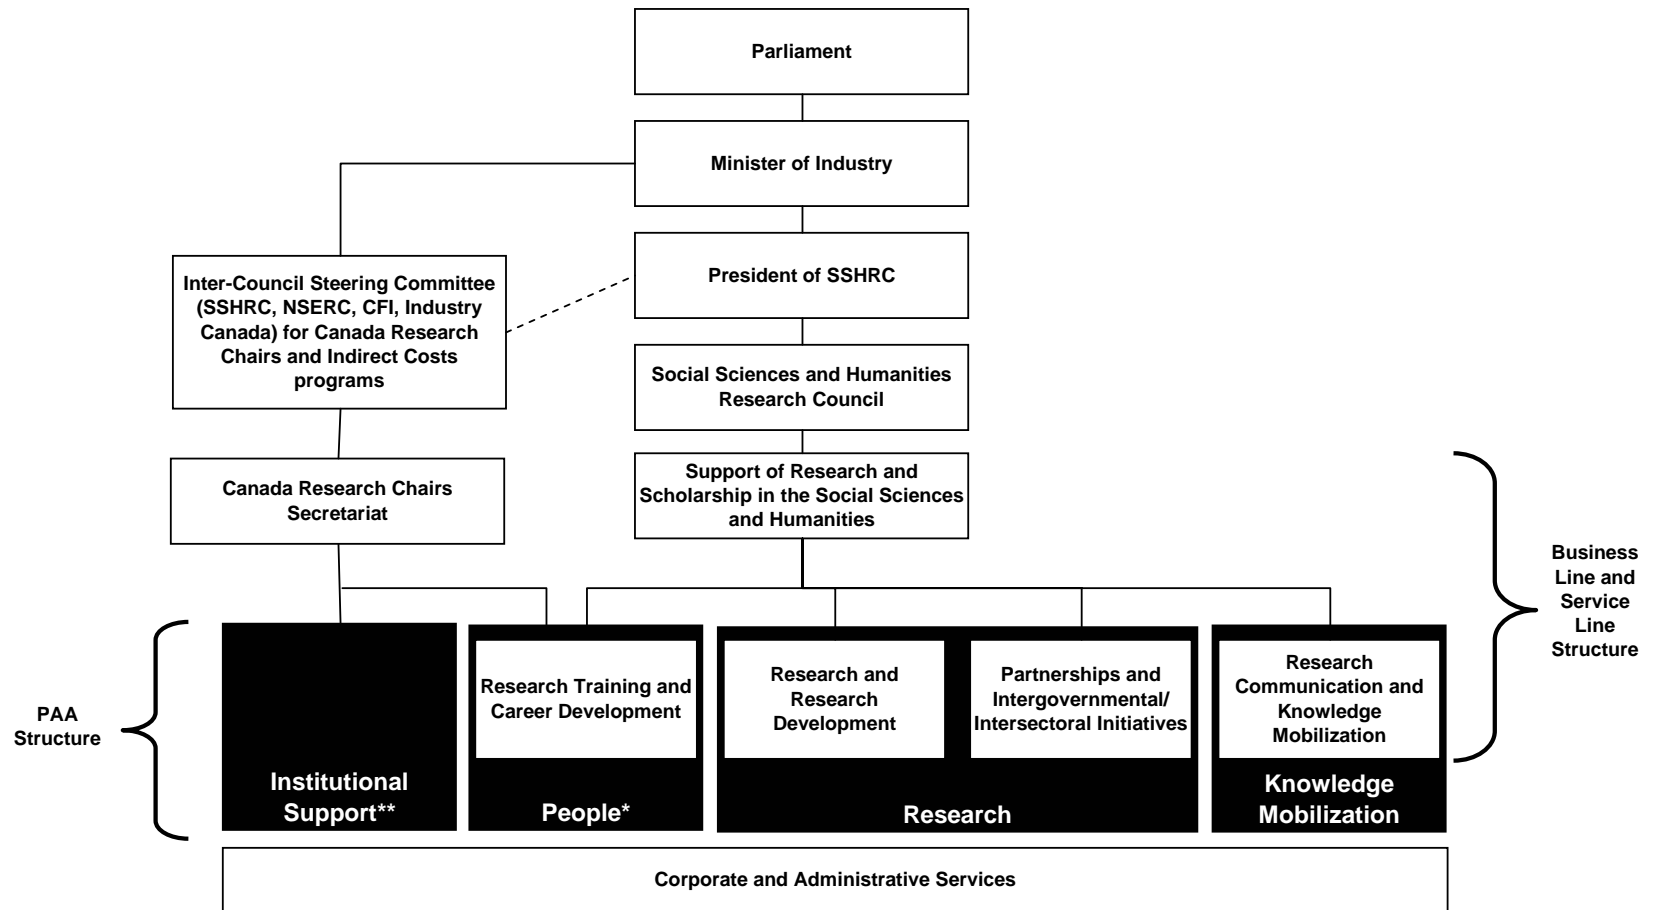 Parliament
Minister of Industry
Inter-Council Steering Committee
(SSHRC, NSERC, CFI, Industry
Canada) for Canada Research
Chairs and Indirect Costs
programs
President of SSHRC
Social Sciences and Humanities
Research Council
Canada Research Chairs
Secretariat
Support of Research and
Scholarship in the Social Sciences
and Humanities
Business
Line and
Service
Line
Structure
PAA
Structure
Institutional
Support**
Research Training and
Career Development
People*
Research and
Research
Development
Partnerships and
Intergovernmental/
Intersectoral Initiatives
Research
Research
Communication and
Knowledge
Mobilization
Knowledge
Mobilization
Corporate and Administrative Services